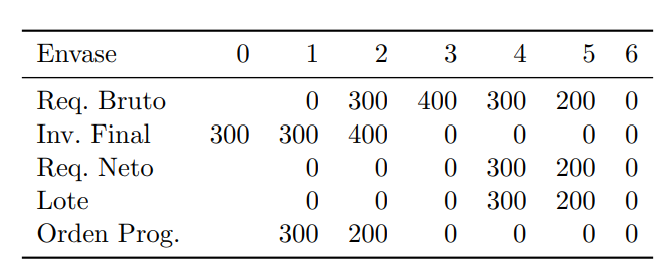 Envase 0 1 2 3 4 5 6
Req. Bruto 0 300 400 300 200 0
Inv. Final 300 300 400 0 0 0 0
Req. Neto 0 0 0 300 200 0
Lote 0 0 0 300 200 0
Orden Prog. 300 200 0 0 0 0